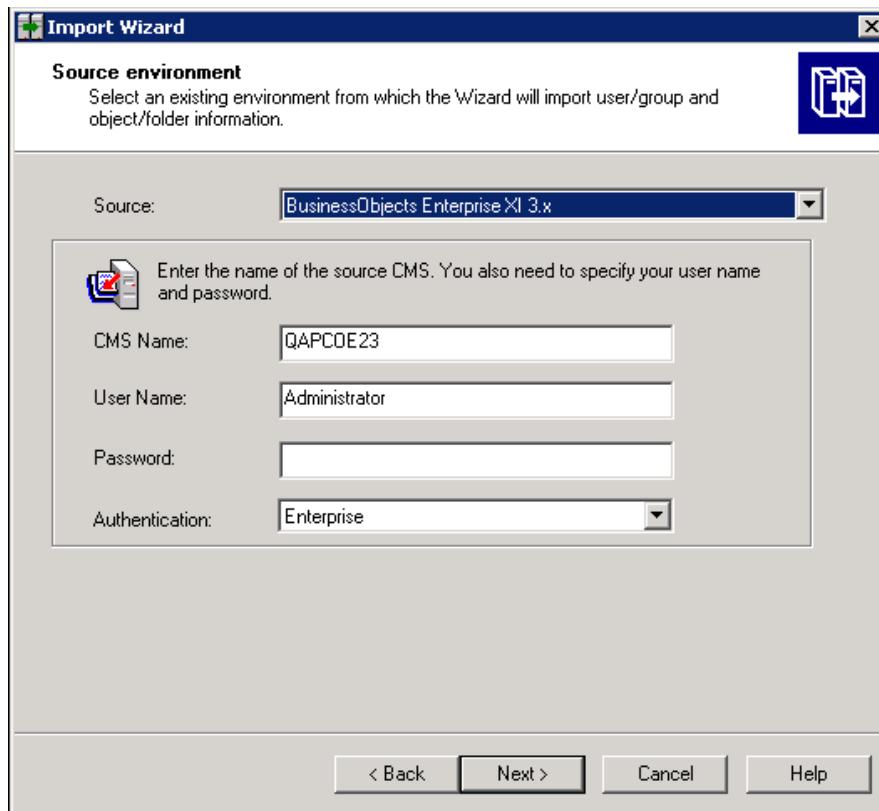 Import Wizard
Source environment
Select an existing environment from which the Wizard will import user/group and
object/folder information.
Source: BusinessObjects Enterprise XI 3.x
Enter the name of the source CMS. You also need to specify your user name
and password.
CMS Name: QAPCOE23
User Name: Administrator
Password:
Authentication: Enterprise
< Back Next > Cancel Help